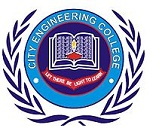 CITY ENGINEERING COLLEGE
LET THERE BE LIGHT TO LEARN